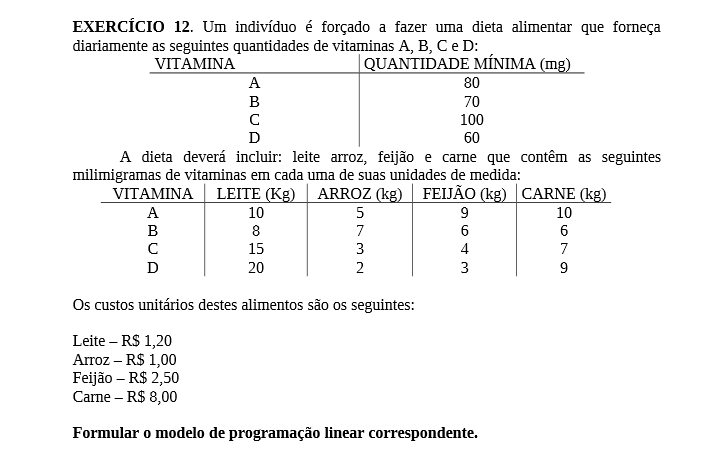 EXERCÍCIO 12. Um indivíduo é forçado a fazer uma dieta alimentar que forneça
diariamente as seguintes quantidades de vitaminas A, B, C e D:
VITAMINA QUANTIDADE MÍNIMA (mg)
A 80
B 70
C 100
D 60
A dieta deverá incluir: leite arroz, feijão e carne que contêm as seguintes
milimigramas de vitaminas em cada uma de suas unidades de medida:
VITAMINA LEITE (Kg) ARROZ (kg) FEIJÃO (kg) CARNE (kg)
A 10 5 9 10
B 8 7 6 6
C 15 3 4 7
D 20 2 3 9
Os custos unitários destes alimentos são os seguintes:
Leite – R$ 1,20
Arroz – R$ 1,00
Feijão – R$ 2,50
Carne – R$ 8,00
Formular o modelo de programação linear correspondente.